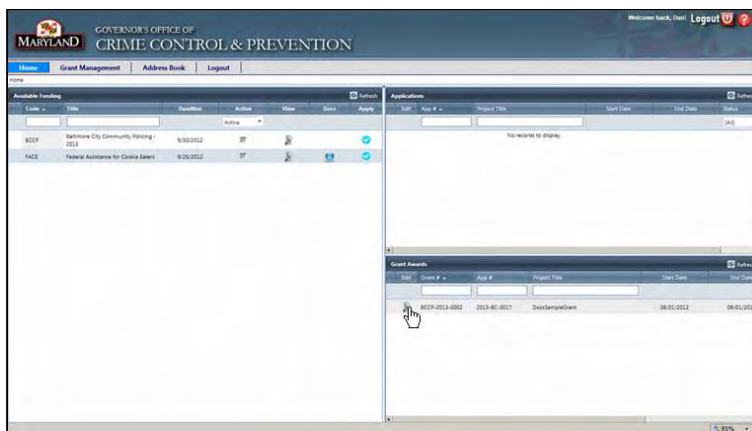 Welcome back, Dan! Logout
MARYLAND
GOVERNOR'S OFFICE OF
CRIME CONTROL & PREVENTION
Home Grant Management Address Book Logout
Home
Available Funding Refresh
Code Title Deadline Active View Docs Apply
Active
BCCP Baltimore City Community Policing - 2013 9/30/2012
FACE Federal Assistance for Cookie Eaters 9/25/2012
Applications Refresh
Edit App # Project Title Start Date End Date Status
[All]
No records to display.
Grant Awards Refresh
Edit Grant # App # Project Title Start Date End Date
BCCP-2013-0002 2013-BC-0017 DocsSampleGrant 08/01/2012 08/01/201
85%